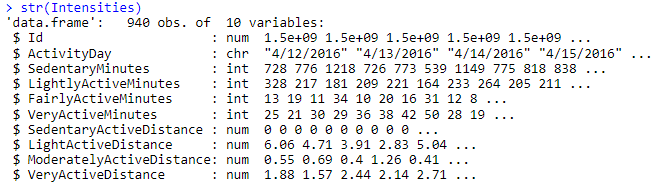 > str(Intensities)
'data.frame':   940 obs. of  10 variables:
 $ Id                      : num  1.5e+09 1.5e+09 1.5e+09 1.5e+09 1.5e+09 ...
 $ ActivityDay             : chr  "4/12/2016" "4/13/2016" "4/14/2016" "4/15/2016" ...
 $ SedentaryMinutes        : int  728 776 1218 726 773 539 1149 775 818 838 ...
 $ LightlyActiveMinutes    : int  328 217 181 209 221 164 233 264 205 211 ...
 $ FairlyActiveMinutes     : int  13 19 11 34 10 20 16 31 12 8 ...
 $ VeryActiveMinutes       : int  25 21 30 29 36 38 42 50 28 19 ...
 $ SedentaryActiveDistance : num  0 0 0 0 0 0 0 0 0 0 ...
 $ LightActiveDistance     : num  6.06 4.71 3.91 2.83 5.04 ...
 $ ModeratelyActiveDistance: num  0.55 0.69 0.4 1.26 0.41 ...
 $ VeryActiveDistance      : num  1.88 1.57 2.44 2.14 2.71 ...